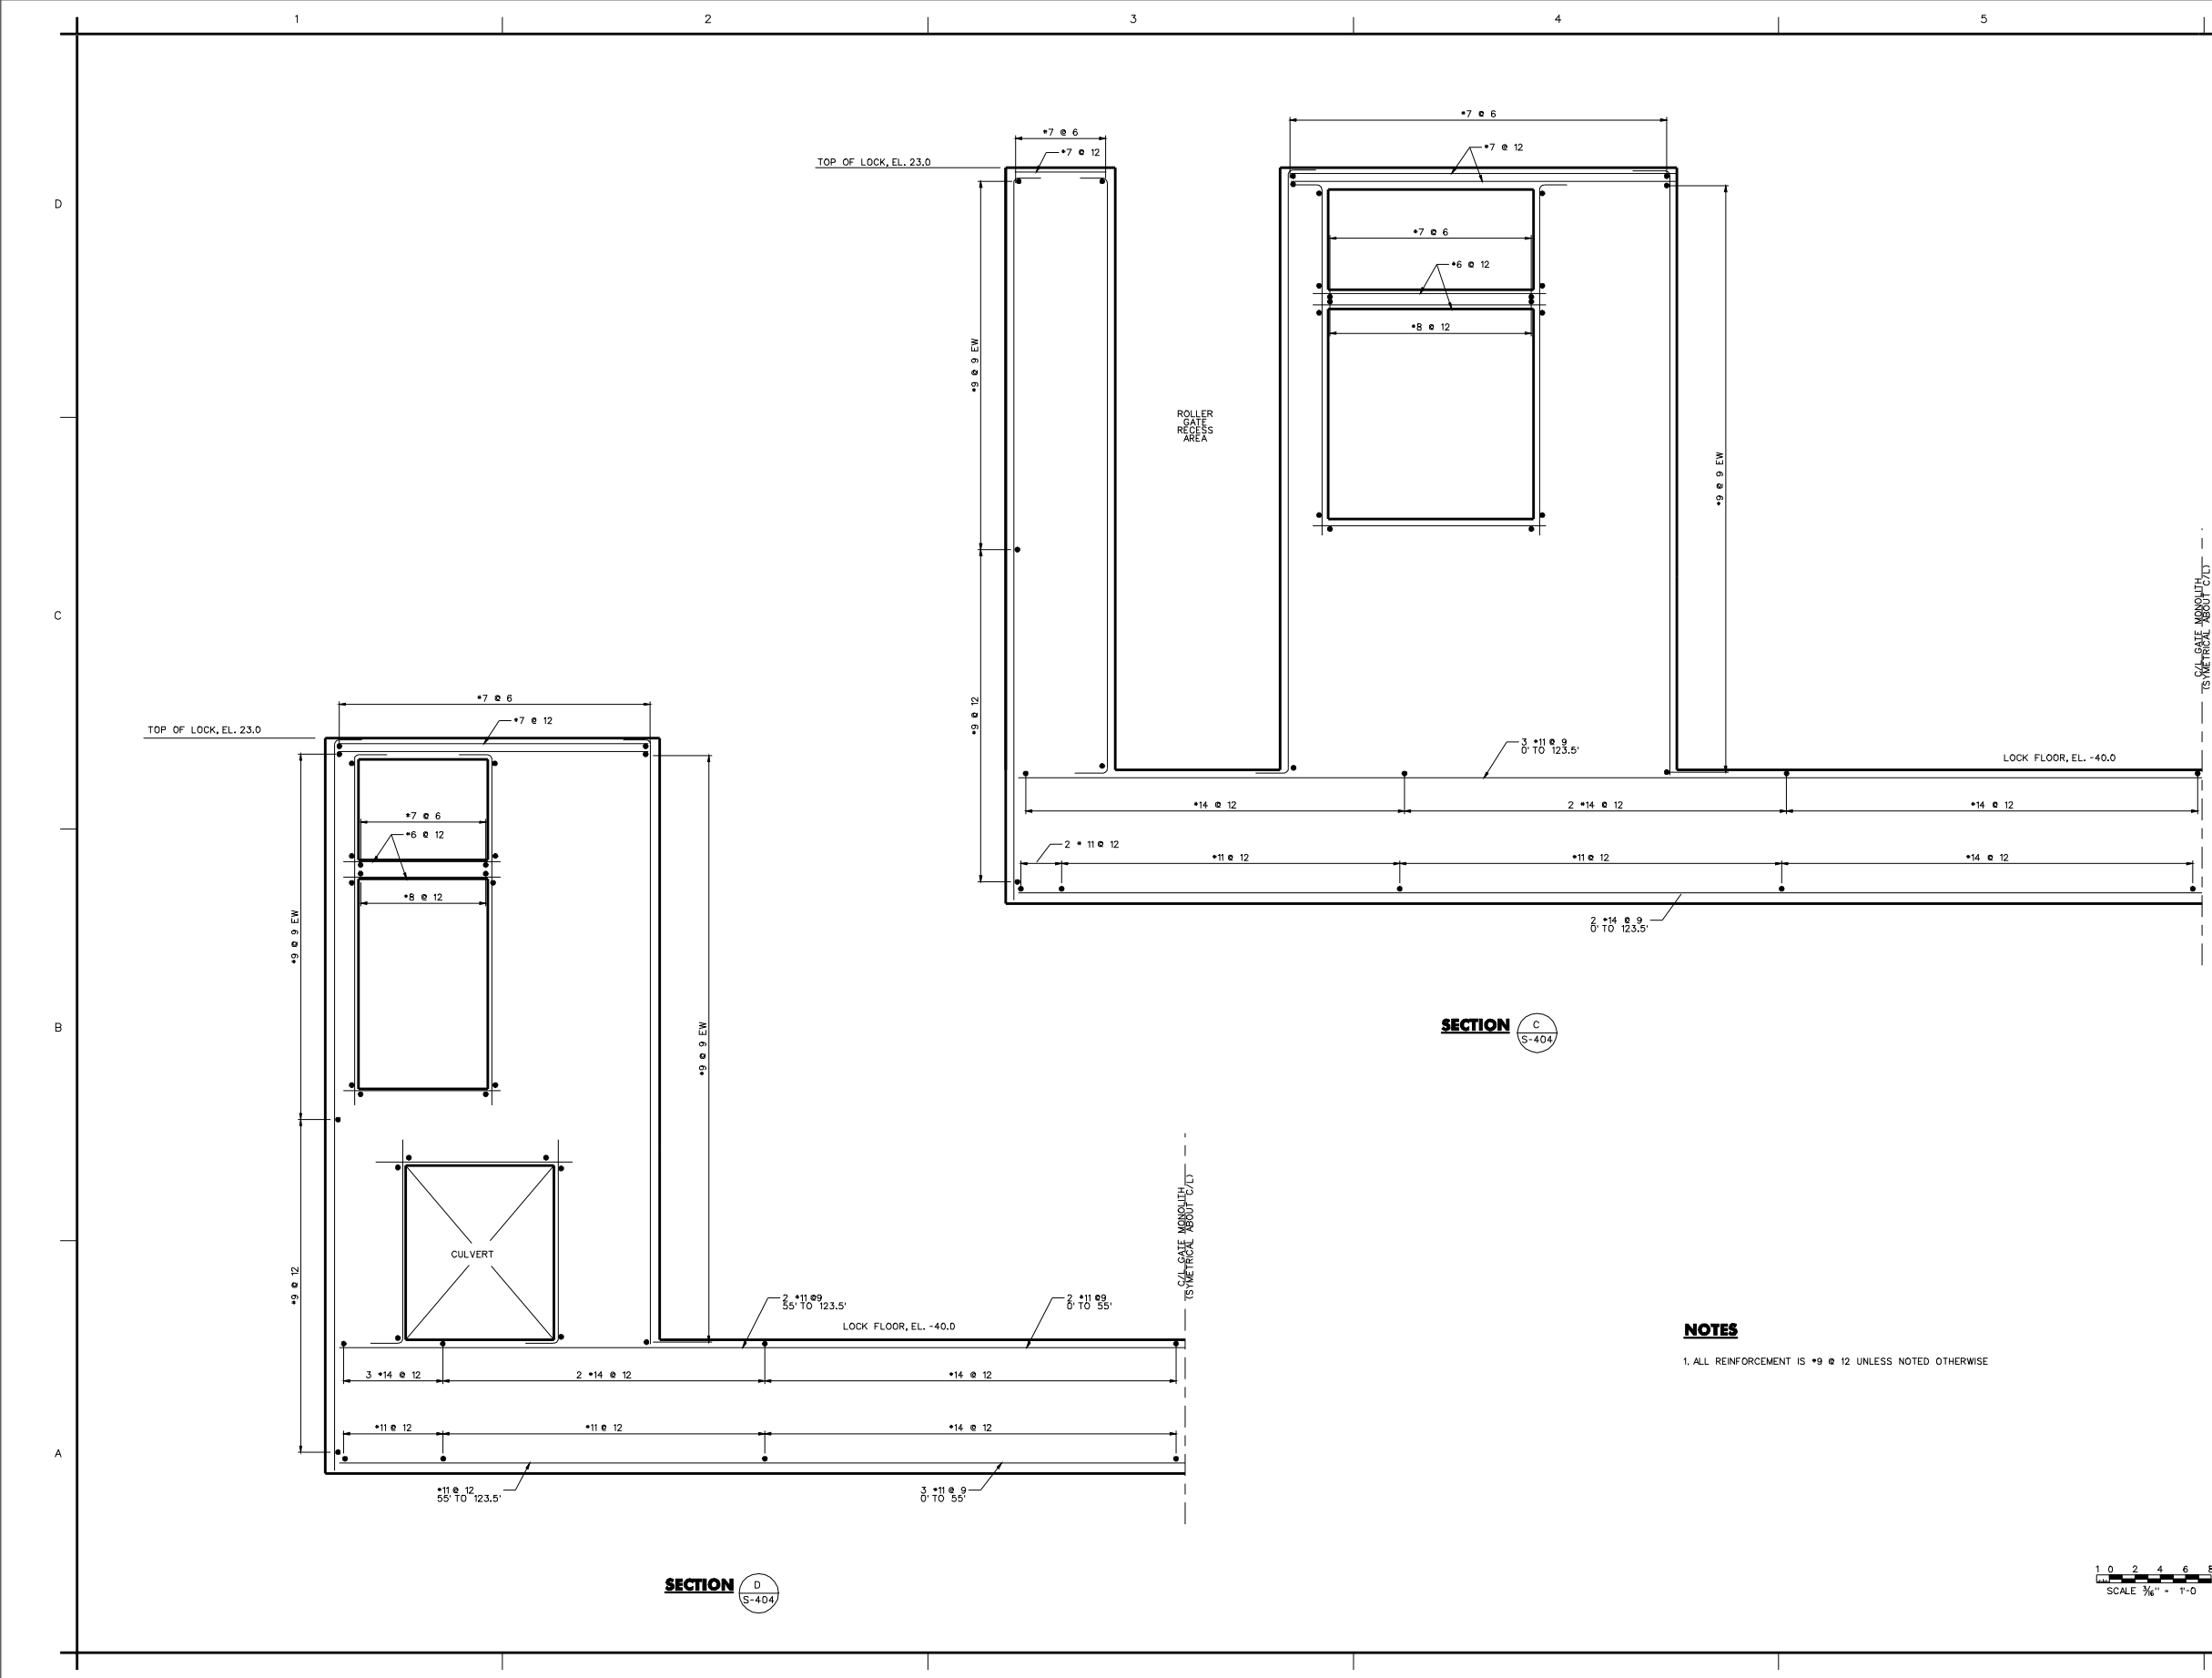 1
2
3
4
5
D
C
B
A
*7 @ 6
*7 @ 12
TOP OF LOCK, EL. 23.0
*9 @ 9 EW
*9 @ 12
ROLLER
GATE
RECESS
AREA
*7 @ 6
*7 @ 12
*7 @ 6
*6 @ 12
*8 @ 12
*9 @ 9 EW
3 *11 @ 9
0' TO 123.5'
LOCK FLOOR, EL. -40.0
C/L GATE MONOLITH
(SYMETRICAL ABOUT C/L)
*14 @ 12
2 *14 @ 12
*14 @ 12
2 * 11 @ 12
*11 @ 12
*11 @ 12
*14 @ 12
2 *14 @ 9
0' TO 123.5'
SECTION
C
S-404
*7 @ 6
*7 @ 12
TOP OF LOCK, EL. 23.0
*7 @ 6
*6 @ 12
*8 @ 12
*9 @ 9 EW
*9 @ 9 EW
*9 @ 12
CULVERT
2 *11 @9
55' TO 123.5'
2 *11 @9
0' TO 55'
LOCK FLOOR, EL. -40.0
C/L GATE MONOLITH
(SYMETRICAL ABOUT C/L)
3 *14 @ 12
2 *14 @ 12
*14 @ 12
*11 @ 12
*11 @ 12
*14 @ 12
*11 @ 12
55' TO 123.5'
3 *11 @ 9
0' TO 55'
SECTION
D
S-404
NOTES
1. ALL REINFORCEMENT IS *9 @ 12 UNLESS NOTED OTHERWISE
1 0 2 4 6 8
SCALE 3/16" = 1'-0